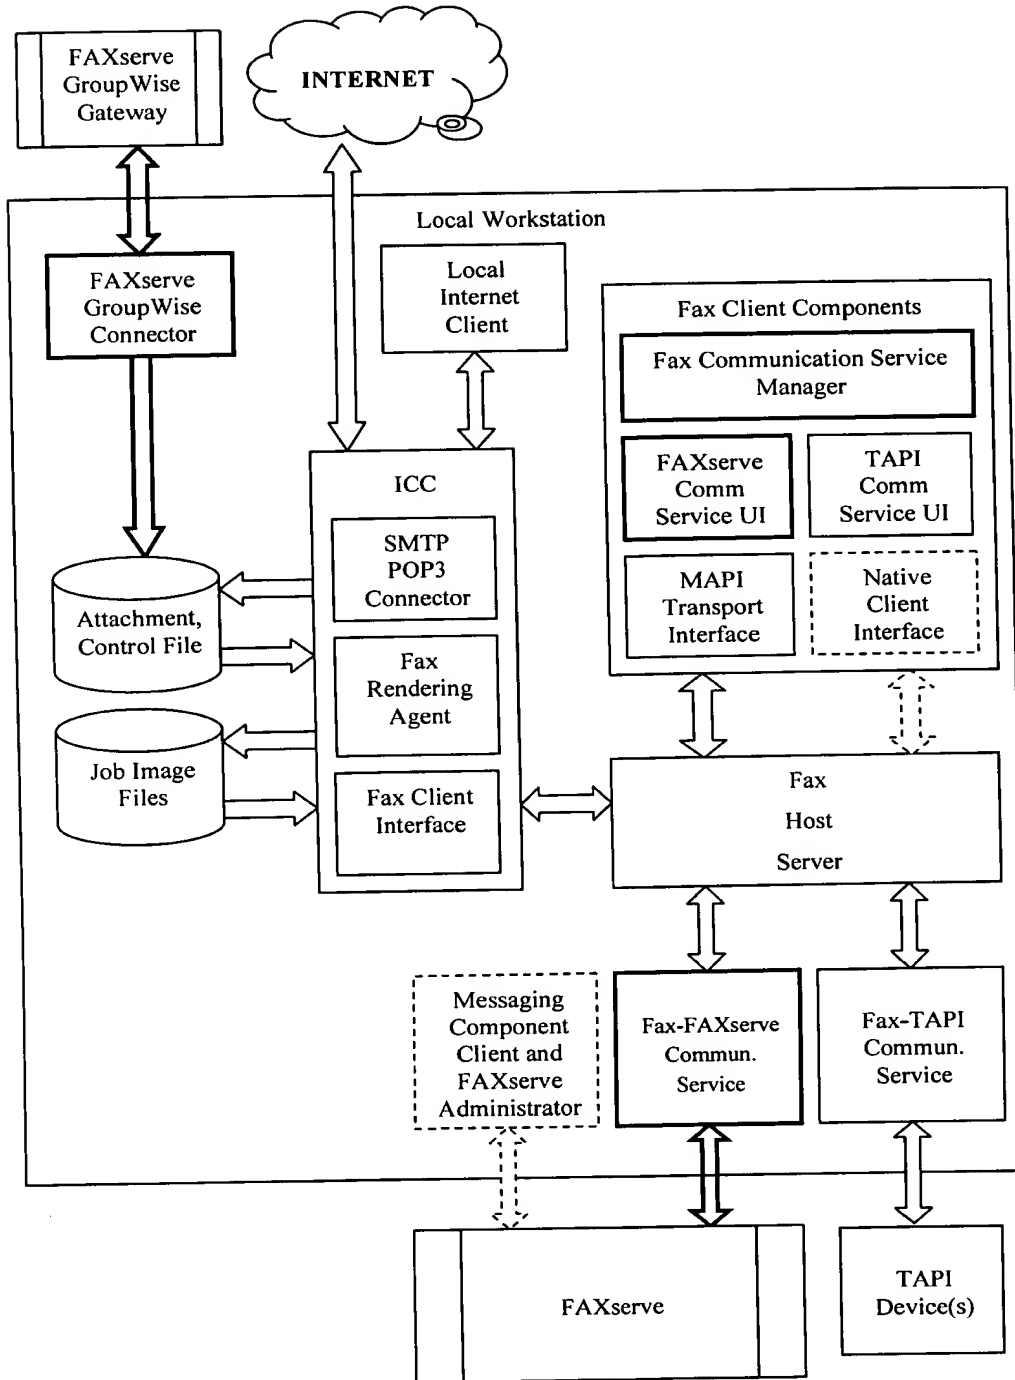 FAXserve
GroupWise
Gateway
INTERNET
Local Workstation
FAXserve
GroupWise
Connector
Local
Internet
Client
Fax Client Components
Fax Communication Service
Manager
FAXserve
Comm
Service UI
TAPI
Comm
Service UI
MAPI
Transport
Interface
Native
Client
Interface
ICC
SMTP
POP3
Connector
Fax
Rendering
Agent
Fax Client
Interface
Attachment,
Control File
Job Image
Files
Fax
Host
Server
Messaging
Component
Client and
FAXserve
Administrator
Fax-FAXserve
Commun.
Service
Fax-TAPI
Commun.
Service
FAXserve
TAPI
Device(s)